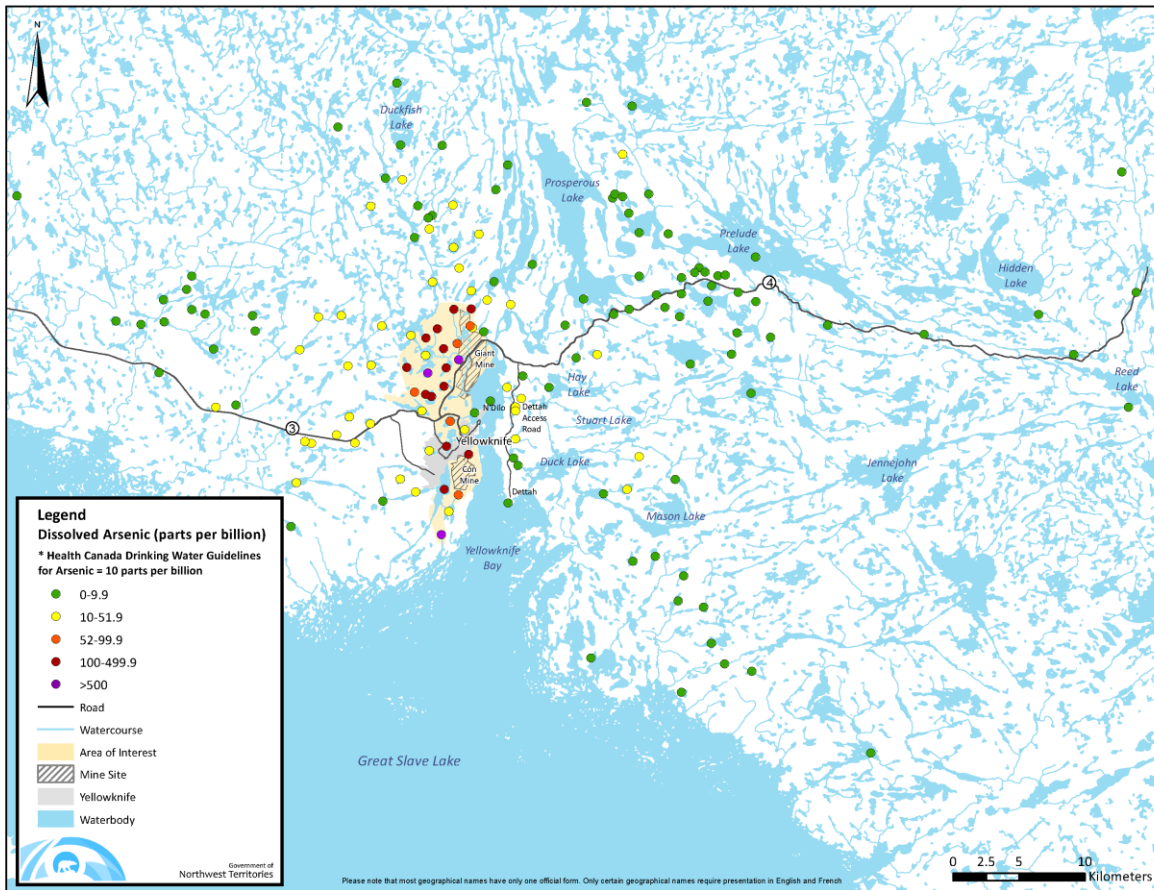 N
Duckfish
Lake
Prosperous
Lake
Prelude
Lake
Hidden
Lake
4
Giant
Mine
Hay
Lake
Reed
Lake
N'Dilo
Dettah
Access
Road
Stuart Lake
3
Yellowknife
Duck Lake
Con
Mine
Jennejohn
Lake
Dettah
Mason Lake
Yellowknife
Bay
Great Slave Lake
Legend
Dissolved Arsenic (parts per billion)
* Health Canada Drinking Water Guidelines
for Arsenic = 10 parts per billion
0-9.9
10-51.9
52-99.9
100-499.9
>500
Road
Watercourse
Area of Interest
Mine Site
Yellowknife
Waterbody
Government of
Northwest Territories
Please note that most geographical names have only one official form. Only certain geographical names require presentation in English and French
0 2.5 5 10
Kilometers